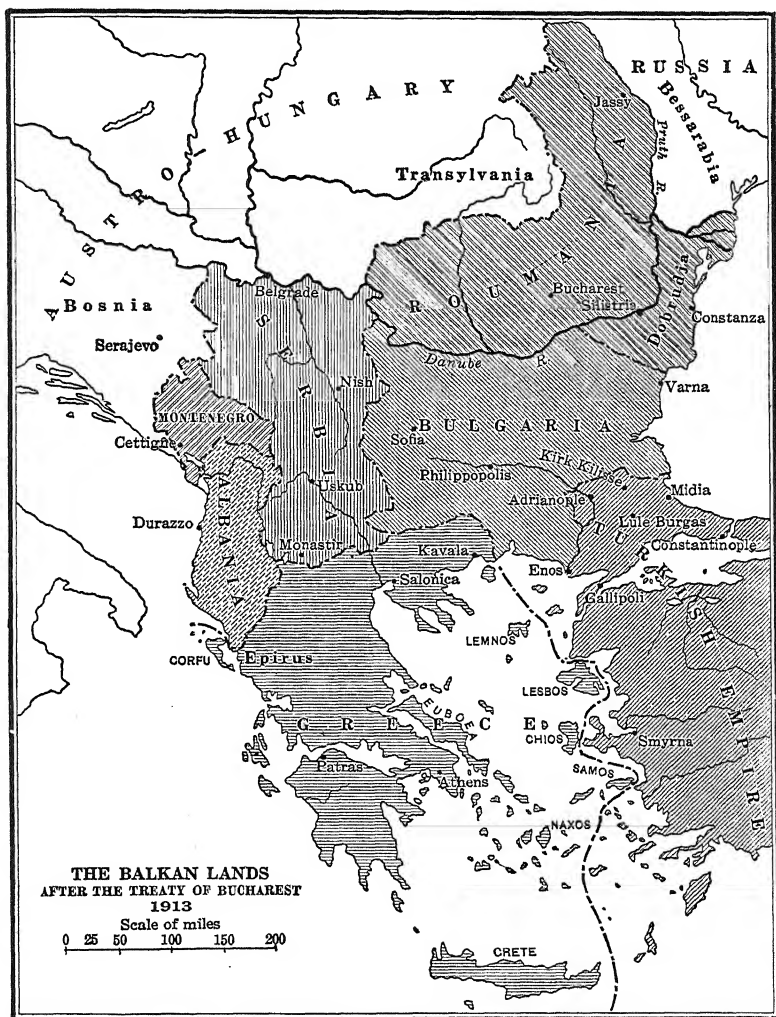 RUSSIA
AUSTRO HUNGARY
Jassy
Bessarabia
Pruth R.
Transylvania
ROUMANIA
Bosnia
Belgrade
Bucharest
Silistria
Dobrudja
Constanza
Serajevo
SERBIA
Danube R.
Nish
Varna
MONTENEGRO
BULGARIA
Cettigne
Sofia
Kirk Kilisse
Philippopolis
Uskub
Adrianople
Midia
ALBANIA
Durazzo
Lüle Burgas
Monastir
Kavala
Constantinople
Enos
Salonica
Gallipoli
TURKISH EMPIRE
LEMNOS
CORFU
Epirus
LESBOS
EUBOEA
GREECE
CHIOS
Smyrna
Patras
SAMOS
Athens
NAXOS
THE BALKAN LANDS
AFTER THE TREATY OF BUCHAREST
1913
Scale of miles
0 25 50 100 150 200
CRETE